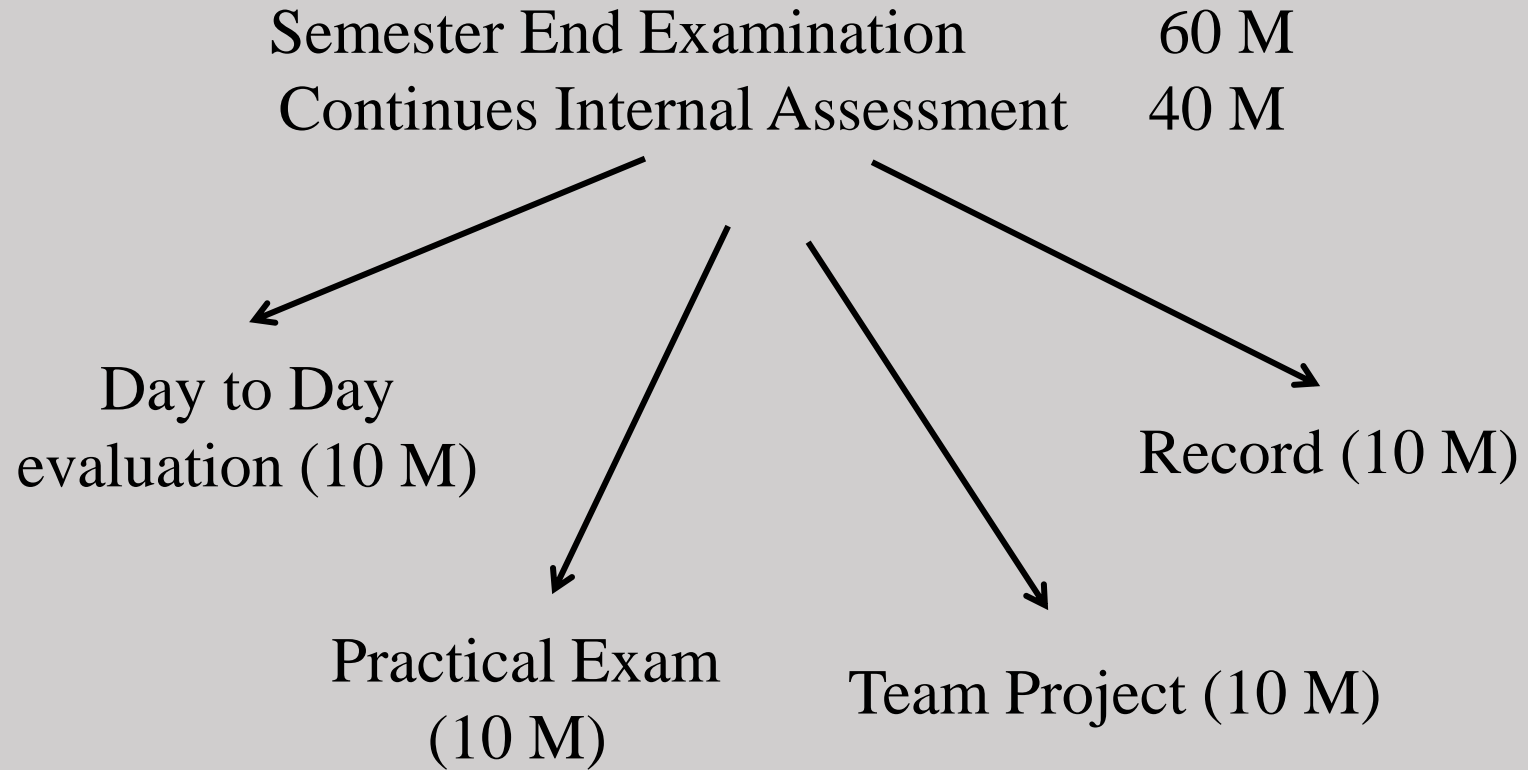 Semester End Examination 60 M
Continues Internal Assessment 40 M
Day to Day
evaluation (10 M)
Record (10 M)
Practical Exam
(10 M)
Team Project (10 M)